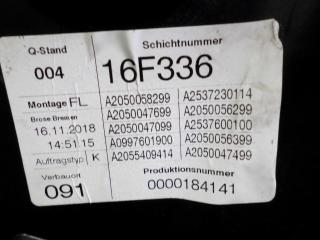 Q-Stand
004
Schichtnummer
16F336
Montage FL
Brose Bremen
16.11.2018
14:51:15
Auftragstyp K
Verbauort
091
A2050058299 A2537230114
A2050047699 A2050056299
A2050047099 A2537600100
A0997601900 A2050056399
A2055409414 A2050047499
Produktionsnummer
0000184141